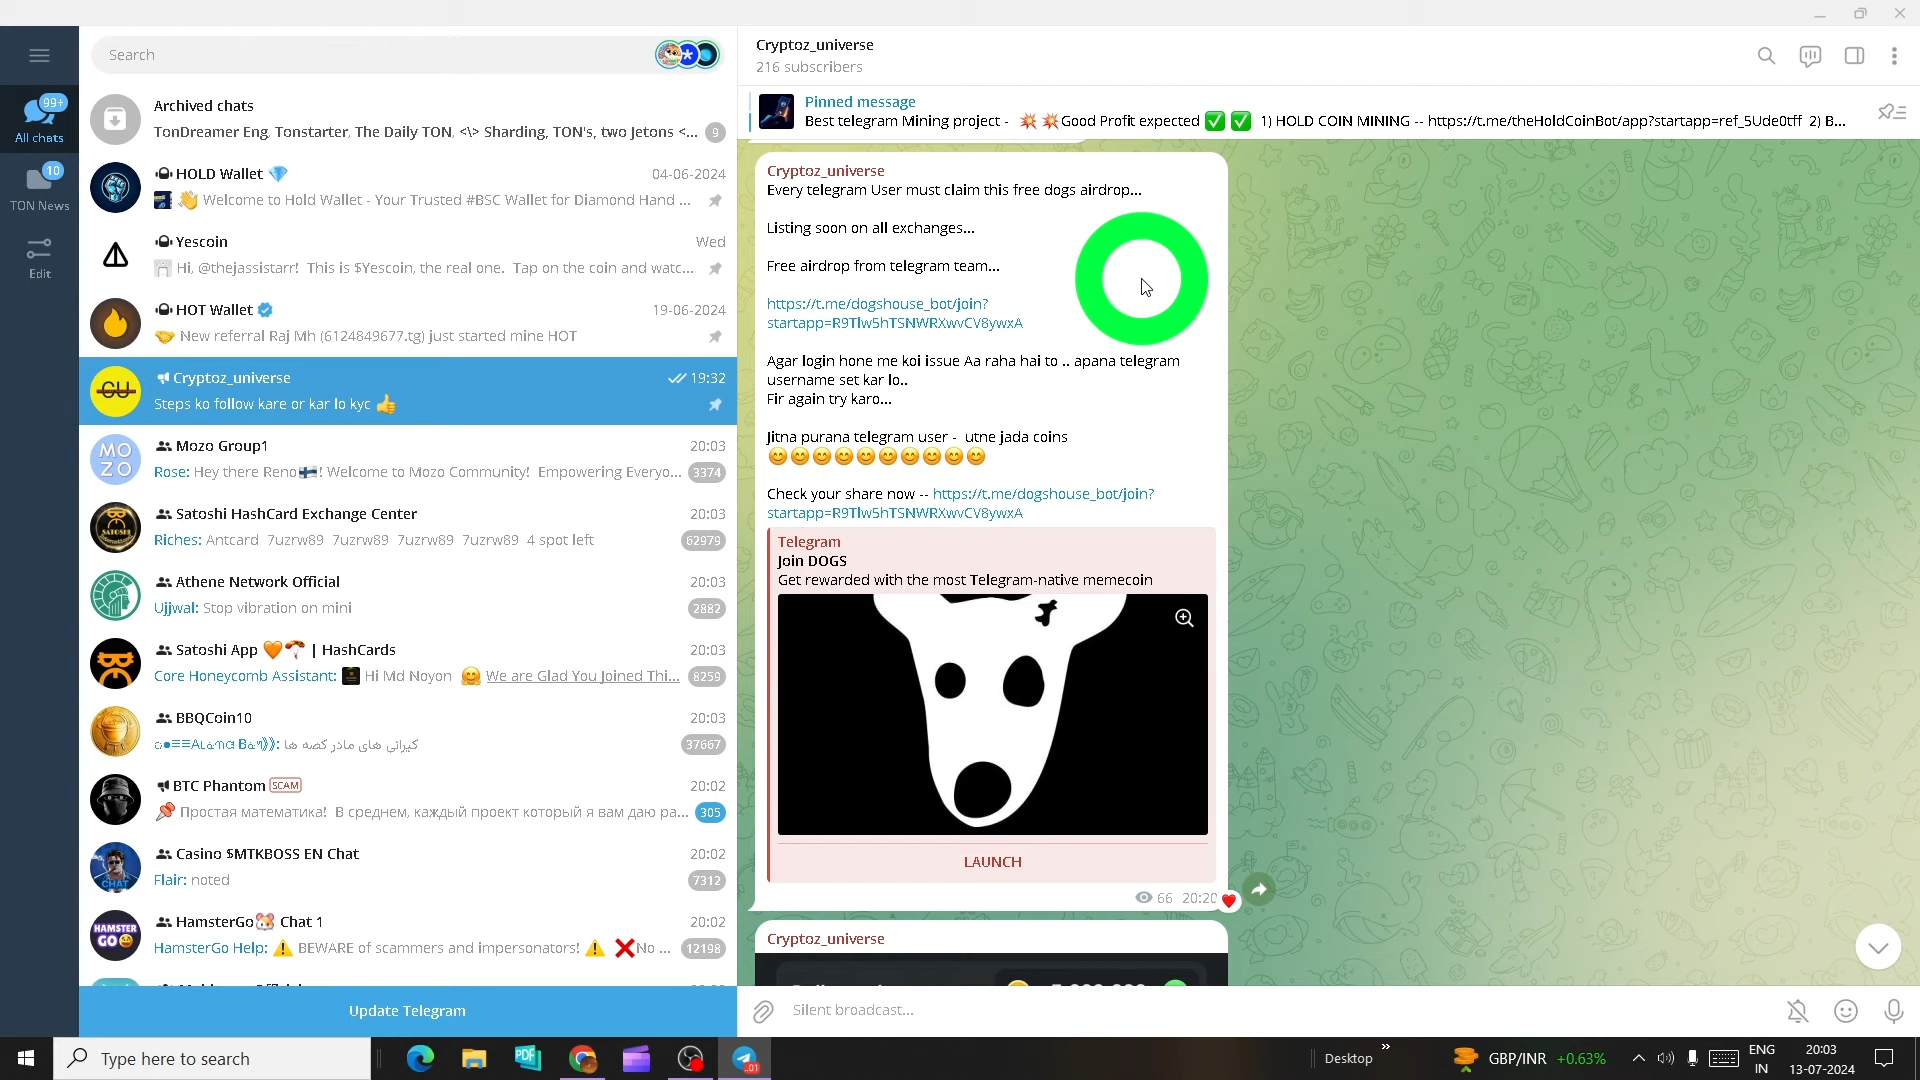 Search
Cryptoz_universe
216 subscribers
Pinned message
Best telegram Mining project - 💥💥Good Profit expected ✅ ✅ 1) HOLD COIN MINING -- https://t.me/theHoldCoinBot/app?startapp=ref_5Ude0tff 2) B...
99+
All chats
10
TON News
Edit
Archived chats
TonDreamer Eng, Tonstarter, The Daily TON, <\> Sharding, TON's, two Jetons <... 9
HOLD Wallet 💎 04-06-2024
👋 Welcome to Hold Wallet - Your Trusted #BSC Wallet for Diamond Hand ...
Yescoin Wed
Hi, @thejassistarr! This is $Yescoin, the real one. Tap on the coin and watc...
HOT Wallet 19-06-2024
🤝 New referral Raj Mh (6124849677.tg) just started mine HOT
CU
Cryptoz_universe 19:32
Steps ko follow kare or kar lo kyc 👍
MO
ZO
Mozo Group1 20:03
Rose: Hey there Reno🇫🇮! Welcome to Mozo Community! Empowering Everyo... 3374
Satoshi HashCard Exchange Center 20:03
Riches: Antcard 7uzrw89 7uzrw89 7uzrw89 7uzrw89 4 spot left 62979
Athene Network Official 20:03
Ujjwal: Stop vibration on mini 2882
Satoshi App 🧡🍄 | HashCards 20:03
Core Honeycomb Assistant: Hi Md Noyon 🤗 We are Glad You Joined Thi... 8259
BBQCoin10 20:03
کیرانی های مادر کصه ها 37667
BTC Phantom SCAM 20:02
📌 Простая математика! В среднем, каждый проект который я вам даю ра... 305
CHAT
Casino $MTKBOSS EN Chat 20:02
Flair: noted 7312
HAMSTER
GO
HamsterGo🐹 Chat 1 20:02
HamsterGo Help: ⚠️ BEWARE of scammers and impersonators! ⚠️ ❌No ... 12198
Update Telegram
Cryptoz_universe
Every telegram User must claim this free dogs airdrop...
Listing soon on all exchanges...
Free airdrop from telegram team...
https://t.me/dogshouse_bot/join?
startapp=R9Tlw5hTSNWRXwvCV8ywxA
Agar login hone me koi issue Aa raha hai to .. apana telegram
username set kar lo..
Fir again try karo...
Jitna purana telegram user - utne jada coins
😊😊😊😊😊😊😊😊😊😊
Check your share now -- https://t.me/dogshouse_bot/join?
startapp=R9Tlw5hTSNWRXwvCV8ywxA
Telegram
Join DOGS
Get rewarded with the most Telegram-native memecoin
LAUNCH
66 20:20
Cryptoz_universe
Silent broadcast...
Type here to search
Desktop
GBP/INR +0.63%
ENG
IN
20:03
13-07-2024